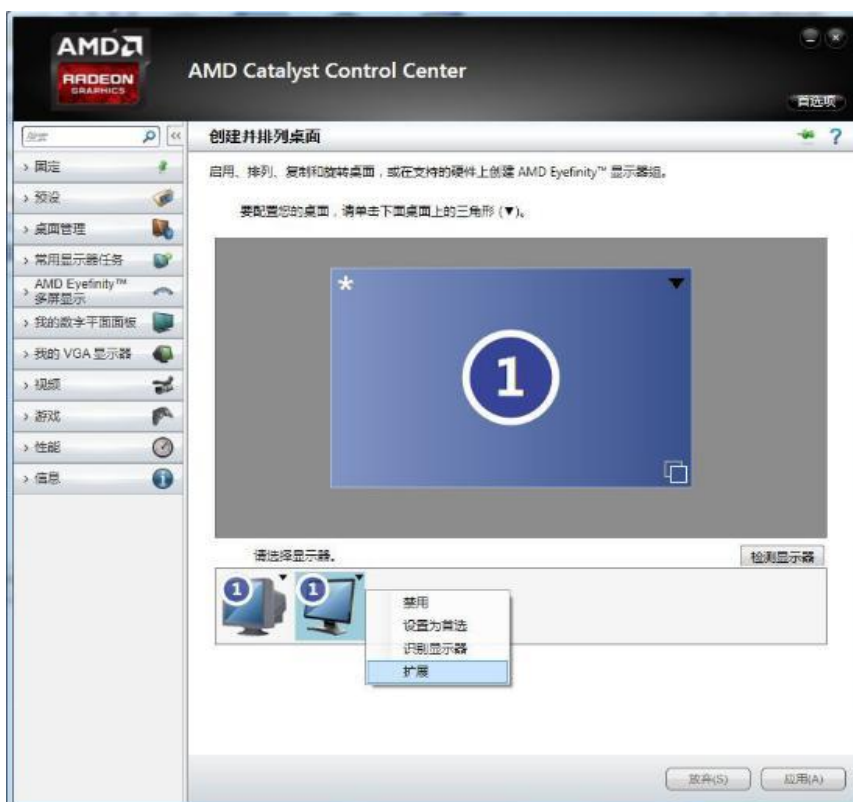 AMD
RADEON
GRAPHICS
AMD Catalyst Control Center
首选项
搜索
创建并排列桌面
固定
预设
桌面管理
常用显示器任务
AMD Eyefinity™
多屏显示
我的数字平面面板
我的 VGA 显示器
视频
游戏
性能
信息
启用、排列、复制和旋转桌面，或在支持的硬件上创建 AMD Eyefinity™ 显示器组。
要配置您的桌面，请单击下面桌面上的三角形 (▼)。
1
请选择显示器。
检测显示器
1
1
禁用
设置为首选
识别显示器
扩展
放弃(S)
应用(A)